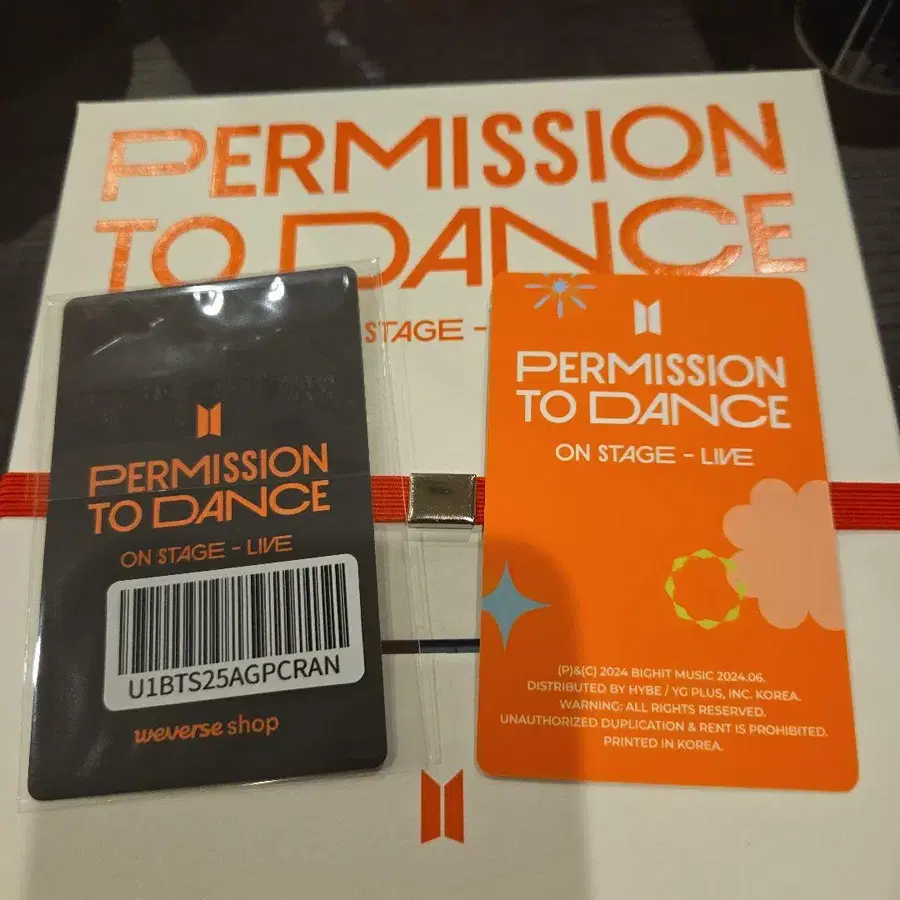 PERMISSION
TO DANCE
STAGE -
PERMISSION
TO DANCE
ON STAGE - LIVE
U1BTS25AGPCRAN
weverse shop
PERMISSION
TO DANCE
ON STAGE - LIVE
(P)&(C) 2024 BIGHIT MUSIC 2024.06.
DISTRIBUTED BY HYBE / YG PLUS, INC. KOREA.
WARNING: ALL RIGHTS RESERVED.
UNAUTHORIZED DUPLICATION & RENT IS PROHIBITED.
PRINTED IN KOREA.